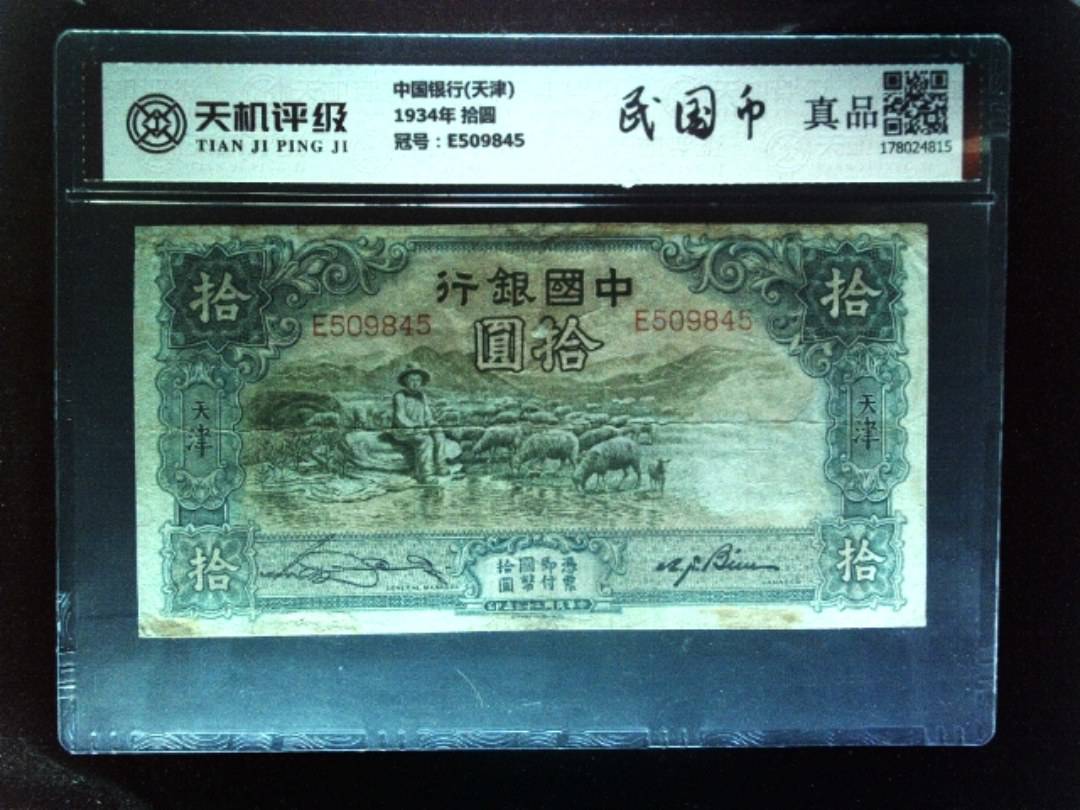 天机评级
TIAN JI PING JI
中国银行(天津)
1934年 拾圆
冠号：E509845
民国币
真品
178024815
拾
行銀國中
拾
E509845
圓拾
E509845
天津
天津
拾
憑票
即付
國幣
拾圓
拾